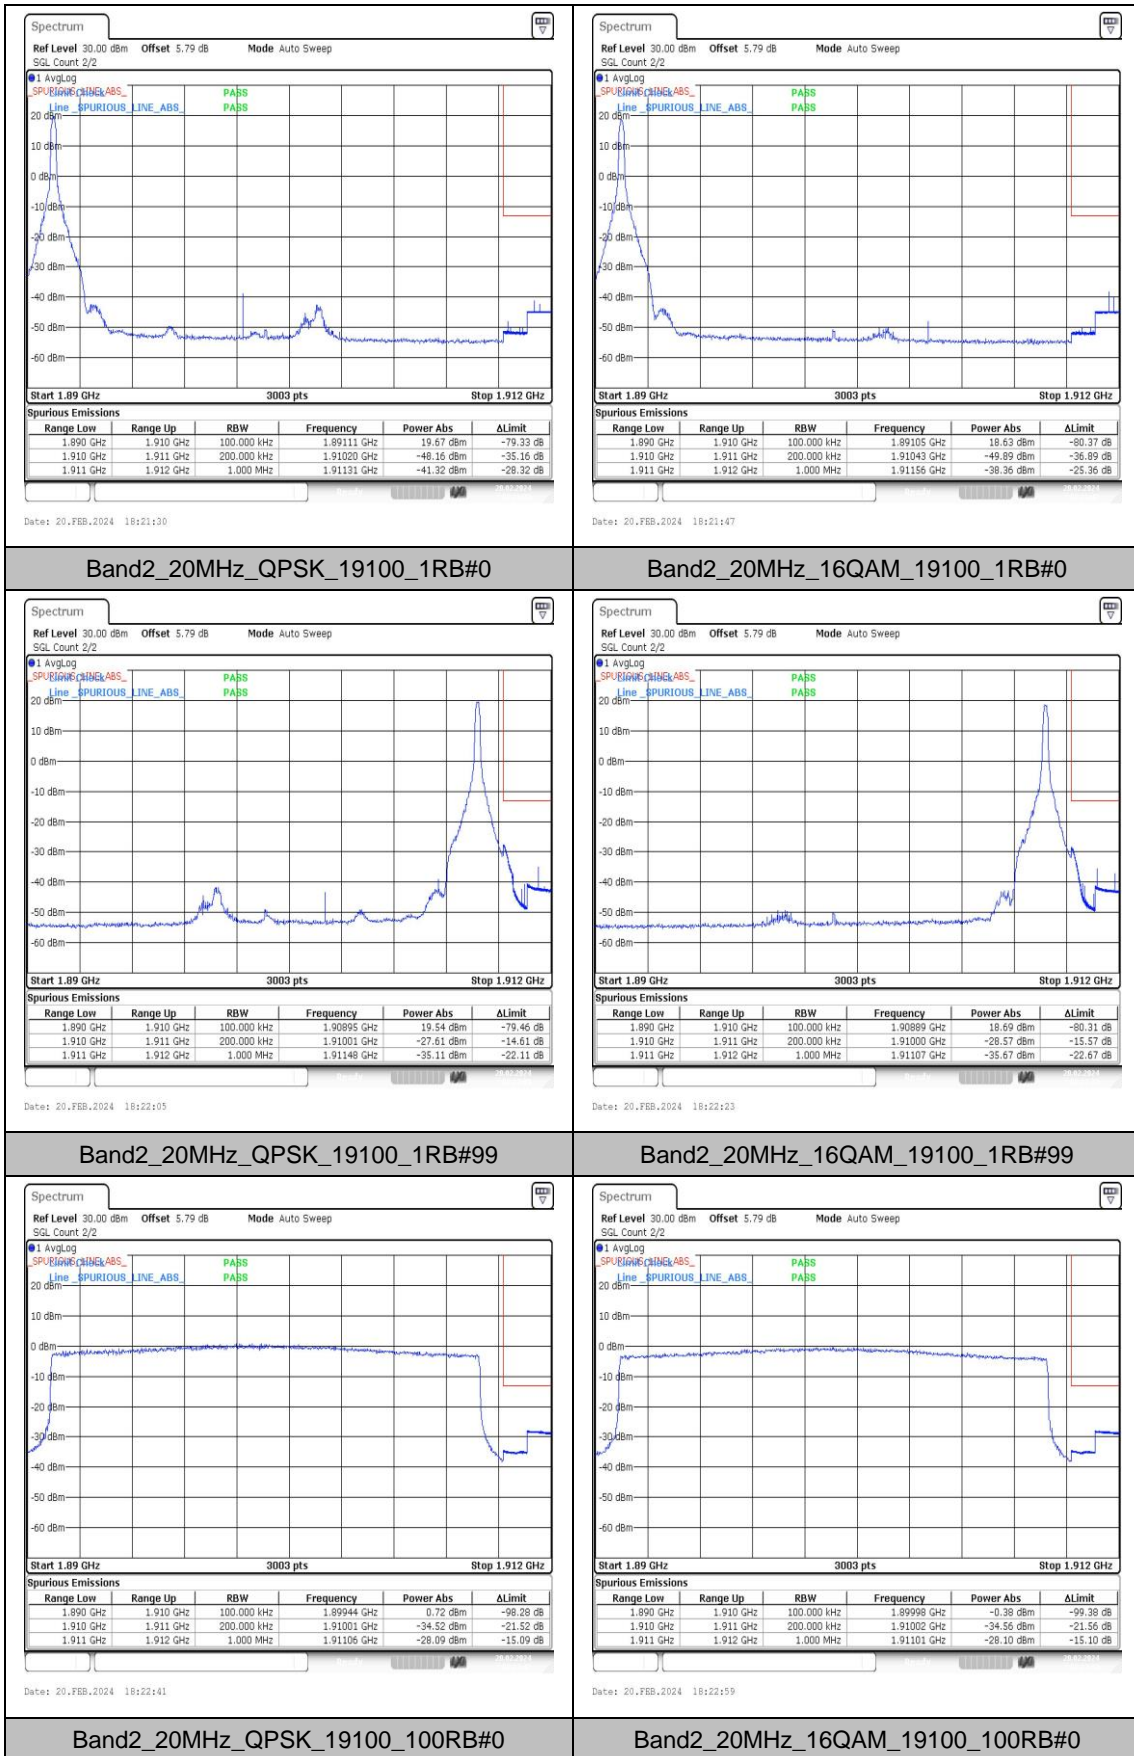 Spectrum
Ref Level 30.00 dBm Offset 5.79 dB Mode Auto Sweep
SGL Count 2/2
1 AvgLog
_SPURIOUS_LINE_ABS_ Limit Check PASS
Line _SPURIOUS_LINE_ABS_ PASS
20 dBm
10 dBm
0 dBm
-10 dBm
-20 dBm
-30 dBm
-40 dBm
-50 dBm
-60 dBm
Start 1.89 GHz 3003 pts Stop 1.912 GHz
Spurious Emissions
Range Low Range Up RBW Frequency Power Abs ΔLimit
1.890 GHz 1.910 GHz 100.000 kHz 1.89111 GHz 19.67 dBm -79.33 dB
1.910 GHz 1.911 GHz 200.000 kHz 1.91020 GHz -48.16 dBm -35.16 dB
1.911 GHz 1.912 GHz 1.000 MHz 1.91131 GHz -41.32 dBm -28.32 dB
Date: 20.FEB.2024 18:21:30
Spectrum
Ref Level 30.00 dBm Offset 5.79 dB Mode Auto Sweep
SGL Count 2/2
1 AvgLog
_SPURIOUS_LINE_ABS_ Limit Check PASS
Line _SPURIOUS_LINE_ABS_ PASS
20 dBm
10 dBm
0 dBm
-10 dBm
-20 dBm
-30 dBm
-40 dBm
-50 dBm
-60 dBm
Start 1.89 GHz 3003 pts Stop 1.912 GHz
Spurious Emissions
Range Low Range Up RBW Frequency Power Abs ΔLimit
1.890 GHz 1.910 GHz 100.000 kHz 1.89105 GHz 18.63 dBm -80.37 dB
1.910 GHz 1.911 GHz 200.000 kHz 1.91043 GHz -49.89 dBm -36.89 dB
1.911 GHz 1.912 GHz 1.000 MHz 1.91156 GHz -38.36 dBm -25.36 dB
Date: 20.FEB.2024 18:21:47
Band2_20MHz_QPSK_19100_1RB#0
Band2_20MHz_16QAM_19100_1RB#0
Spectrum
Ref Level 30.00 dBm Offset 5.79 dB Mode Auto Sweep
SGL Count 2/2
1 AvgLog
_SPURIOUS_LINE_ABS_ Limit Check PASS
Line _SPURIOUS_LINE_ABS_ PASS
20 dBm
10 dBm
0 dBm
-10 dBm
-20 dBm
-30 dBm
-40 dBm
-50 dBm
-60 dBm
Start 1.89 GHz 3003 pts Stop 1.912 GHz
Spurious Emissions
Range Low Range Up RBW Frequency Power Abs ΔLimit
1.890 GHz 1.910 GHz 100.000 kHz 1.90895 GHz 19.54 dBm -79.46 dB
1.910 GHz 1.911 GHz 200.000 kHz 1.91001 GHz -27.61 dBm -14.61 dB
1.911 GHz 1.912 GHz 1.000 MHz 1.91148 GHz -35.11 dBm -22.11 dB
Date: 20.FEB.2024 18:22:05
Spectrum
Ref Level 30.00 dBm Offset 5.79 dB Mode Auto Sweep
SGL Count 2/2
1 AvgLog
_SPURIOUS_LINE_ABS_ Limit Check PASS
Line _SPURIOUS_LINE_ABS_ PASS
20 dBm
10 dBm
0 dBm
-10 dBm
-20 dBm
-30 dBm
-40 dBm
-50 dBm
-60 dBm
Start 1.89 GHz 3003 pts Stop 1.912 GHz
Spurious Emissions
Range Low Range Up RBW Frequency Power Abs ΔLimit
1.890 GHz 1.910 GHz 100.000 kHz 1.90889 GHz 18.69 dBm -80.31 dB
1.910 GHz 1.911 GHz 200.000 kHz 1.91000 GHz -28.57 dBm -15.57 dB
1.911 GHz 1.912 GHz 1.000 MHz 1.91107 GHz -35.67 dBm -22.67 dB
Date: 20.FEB.2024 18:22:23
Band2_20MHz_QPSK_19100_1RB#99
Band2_20MHz_16QAM_19100_1RB#99
Spectrum
Ref Level 30.00 dBm Offset 5.79 dB Mode Auto Sweep
SGL Count 2/2
1 AvgLog
_SPURIOUS_LINE_ABS_ Limit Check PASS
Line _SPURIOUS_LINE_ABS_ PASS
20 dBm
10 dBm
0 dBm
-10 dBm
-20 dBm
-30 dBm
-40 dBm
-50 dBm
-60 dBm
Start 1.89 GHz 3003 pts Stop 1.912 GHz
Spurious Emissions
Range Low Range Up RBW Frequency Power Abs ΔLimit
1.890 GHz 1.910 GHz 100.000 kHz 1.89944 GHz 0.72 dBm -98.28 dB
1.910 GHz 1.911 GHz 200.000 kHz 1.91001 GHz -34.52 dBm -21.52 dB
1.911 GHz 1.912 GHz 1.000 MHz 1.91106 GHz -28.09 dBm -15.09 dB
Date: 20.FEB.2024 18:22:41
Spectrum
Ref Level 30.00 dBm Offset 5.79 dB Mode Auto Sweep
SGL Count 2/2
1 AvgLog
_SPURIOUS_LINE_ABS_ Limit Check PASS
Line _SPURIOUS_LINE_ABS_ PASS
20 dBm
10 dBm
0 dBm
-10 dBm
-20 dBm
-30 dBm
-40 dBm
-50 dBm
-60 dBm
Start 1.89 GHz 3003 pts Stop 1.912 GHz
Spurious Emissions
Range Low Range Up RBW Frequency Power Abs ΔLimit
1.890 GHz 1.910 GHz 100.000 kHz 1.89998 GHz -0.38 dBm -99.38 dB
1.910 GHz 1.911 GHz 200.000 kHz 1.91002 GHz -34.56 dBm -21.56 dB
1.911 GHz 1.912 GHz 1.000 MHz 1.91101 GHz -28.10 dBm -15.10 dB
Date: 20.FEB.2024 18:22:59
Band2_20MHz_QPSK_19100_100RB#0
Band2_20MHz_16QAM_19100_100RB#0